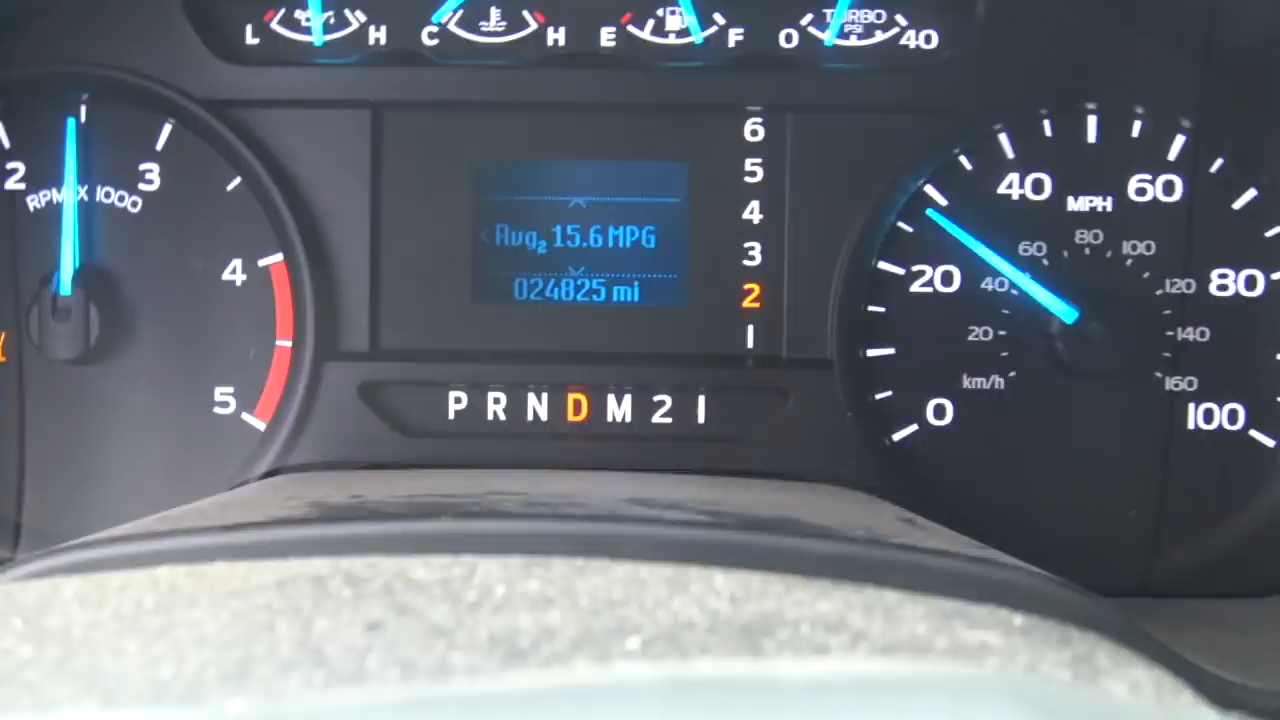 L H C H E F 0 TURBO PSI 40
2 3
RPM X 1000
4
5
Avg2 15.6 MPG
024825 mi
6
5
4
3
2
1
P R N D M 2 1
0 20 40 60 80 100
MPH
20 40 60 80 100 120 140 160
km/h